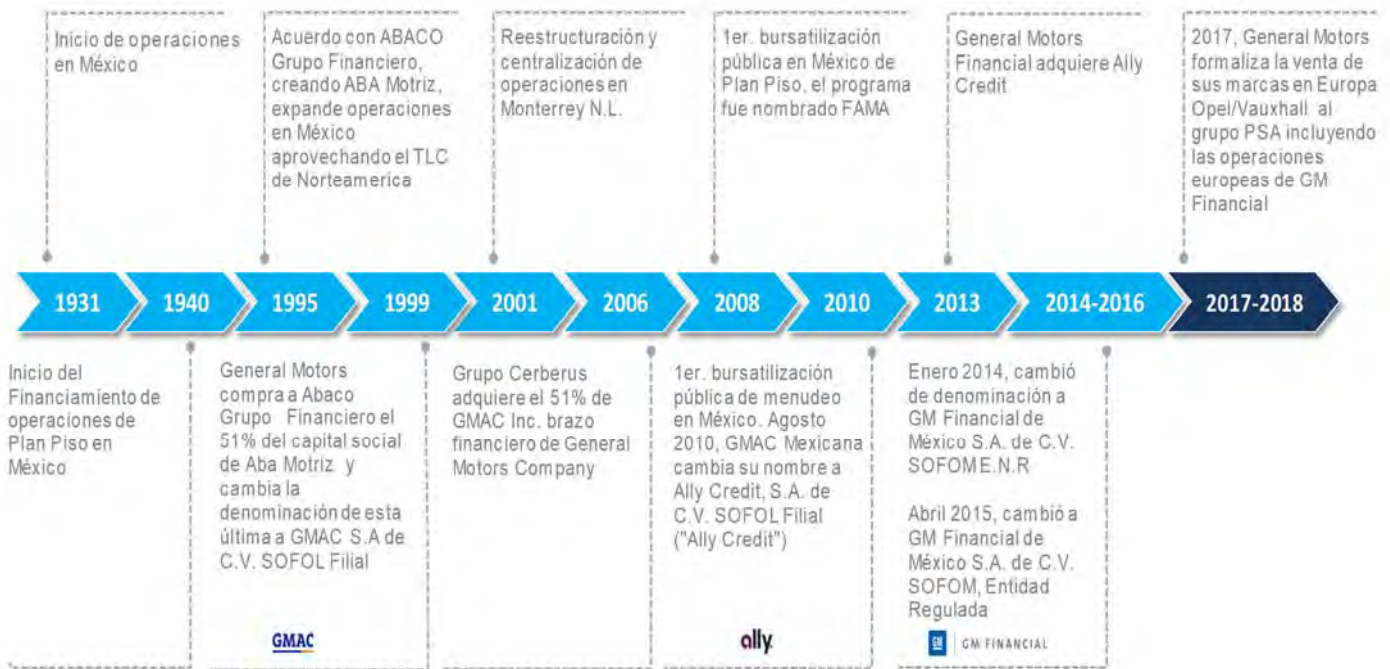 Inicio de operaciones
en México
Acuerdo con ABACO
Grupo Financiero,
creando ABA Motriz,
expande operaciones
en México
aprovechando el TLC
de Norteamerica
Reestructuración y
centralización de
operaciones en
Monterrey N.L.
1er. bursatilización
pública en México de
Plan Piso, el programa
fue nombrado FAMA
General Motors
Financial adquiere Ally
Credit
2017, General Motors
formaliza la venta de
sus marcas en Europa
Opel/Vauxhall al
grupo PSA incluyendo
las operaciones
europeas de GM
Financial
1931
1940
1995
1999
2001
2006
2008
2010
2013
2014-2016
2017-2018
Inicio del
Financiamiento de
operaciones de
Plan Piso en
México
General Motors
compra a Abaco
Grupo Financiero el
51% del capital social
de Aba Motriz y
cambia la
denominación de esta
última a GMAC S.A de
C.V. SOFOL Filial
GMAC
Grupo Cerberus
adquiere el 51% de
GMAC Inc. brazo
financiero de General
Motors Company
1er. bursatilización
pública de menudeo
en México. Agosto
2010, GMAC Mexicana
cambia su nombre a
Ally Credit, S.A. de
C.V. SOFOL Filial
("Ally Credit")
ally
Enero 2014, cambió
de denominación a
GM Financial de
México S.A. de C.V.
SOFOM E.N.R
Abril 2015, cambió a
GM Financial de
México S.A. de C.V.
SOFOM, Entidad
Regulada
GM GM FINANCIAL